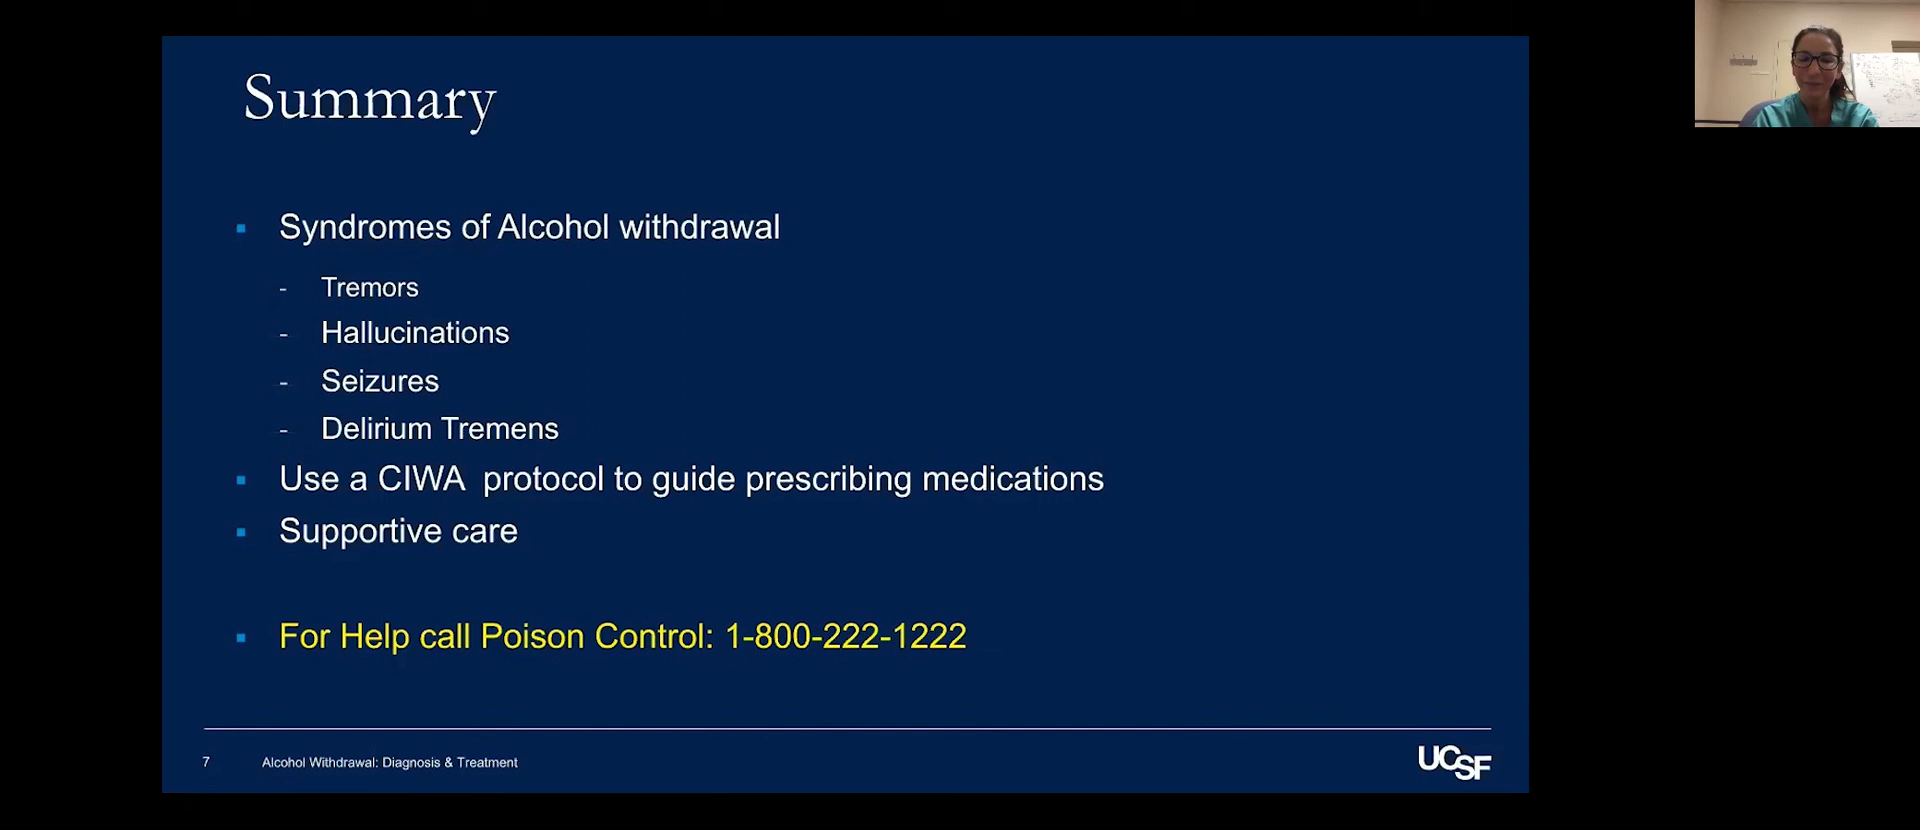 Summary
▪ Syndromes of Alcohol withdrawal
- Tremors
- Hallucinations
- Seizures
- Delirium Tremens
▪ Use a CIWA protocol to guide prescribing medications
▪ Supportive care
▪ For Help call Poison Control: 1-800-222-1222
7 Alcohol Withdrawal: Diagnosis & Treatment
UCSF